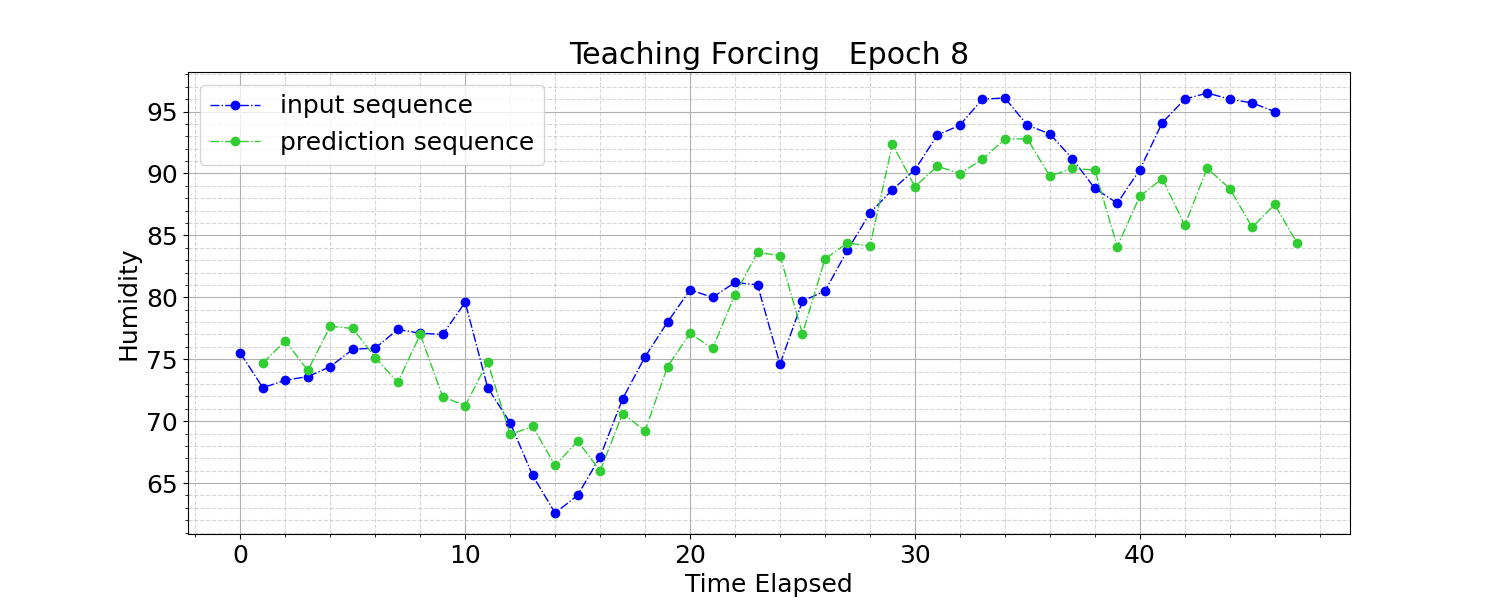 Teaching Forcing   Epoch 8
input sequence
prediction sequence
Humidity
95
90
85
80
75
70
65
0 10 20 30 40
Time Elapsed